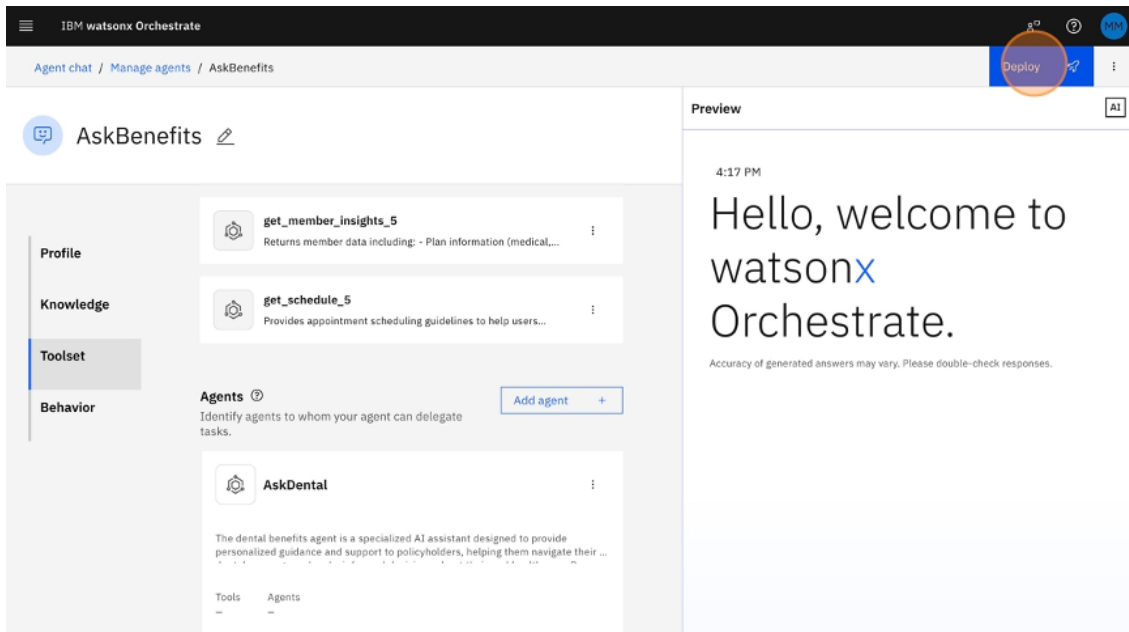 IBM watsonx Orchestrate
MM
Agent chat / Manage agents / AskBenefits
Deploy
AskBenefits
Profile
Knowledge
Toolset
Behavior
get_member_insights_5
Returns member data including: - Plan information (medical,...
get_schedule_5
Provides appointment scheduling guidelines to help users...
Agents
Identify agents to whom your agent can delegate
tasks.
Add agent +
AskDental
The dental benefits agent is a specialized AI assistant designed to provide
personalized guidance and support to policyholders, helping them navigate their ...
Tools Agents
– –
Preview
AI
4:17 PM
Hello, welcome to
watsonx
Orchestrate.
Accuracy of generated answers may vary. Please double-check responses.